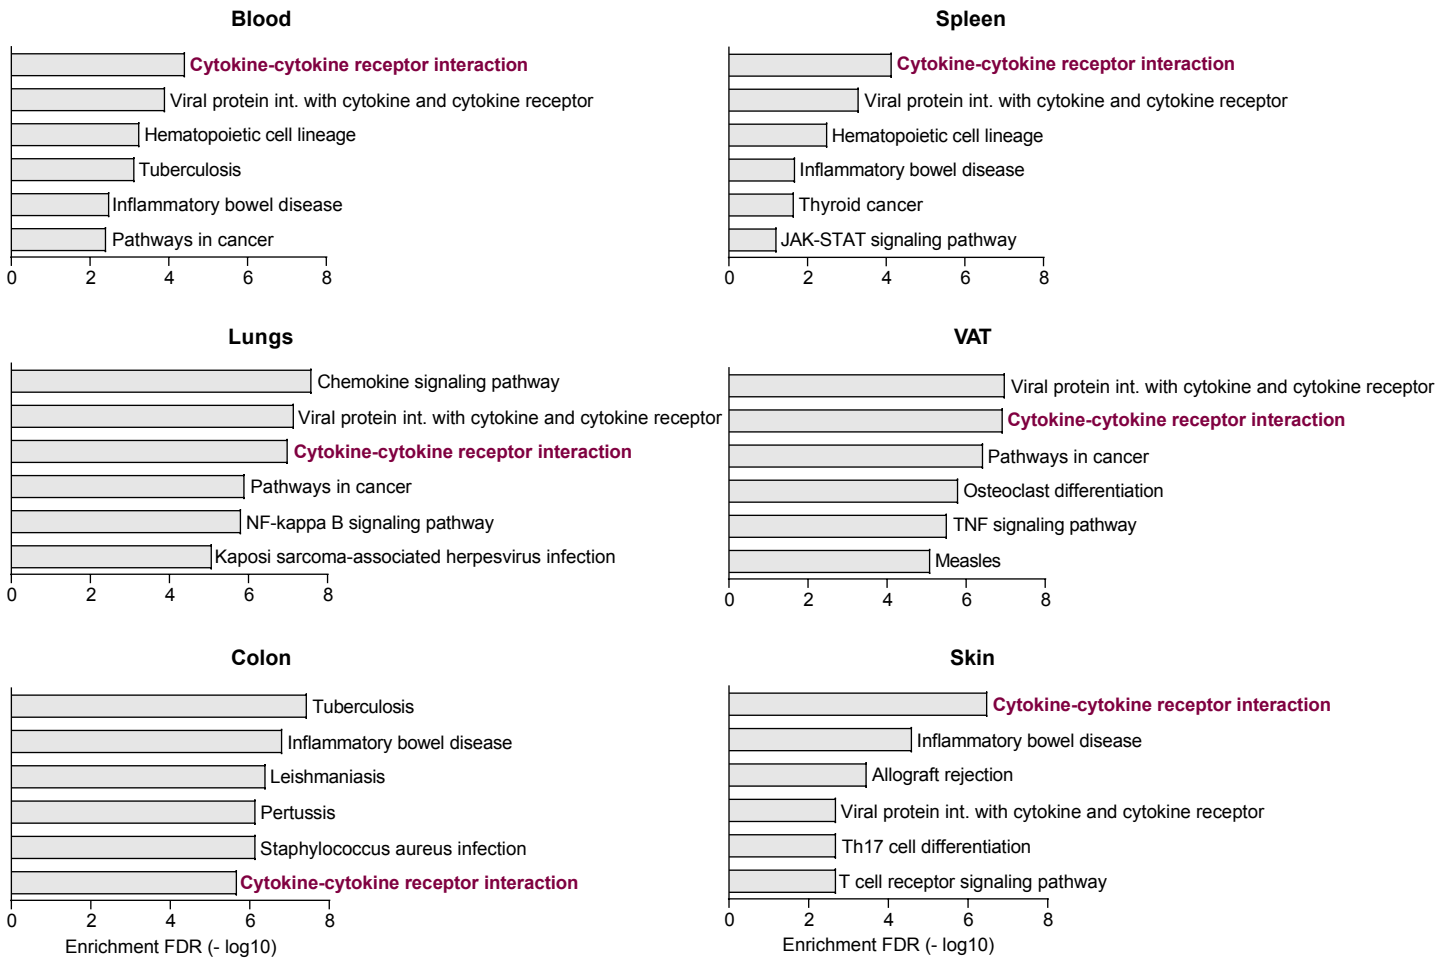 Blood
Cytokine-cytokine receptor interaction
Viral protein int. with cytokine and cytokine receptor
Hematopoietic cell lineage
Tuberculosis
Inflammatory bowel disease
Pathways in cancer
0 2 4 6 8
Spleen
Cytokine-cytokine receptor interaction
Viral protein int. with cytokine and cytokine receptor
Hematopoietic cell lineage
Inflammatory bowel disease
Thyroid cancer
JAK-STAT signaling pathway
0 2 4 6 8
Lungs
Chemokine signaling pathway
Viral protein int. with cytokine and cytokine receptor
Cytokine-cytokine receptor interaction
Pathways in cancer
NF-kappa B signaling pathway
Kaposi sarcoma-associated herpesvirus infection
0 2 4 6 8
VAT
Viral protein int. with cytokine and cytokine receptor
Cytokine-cytokine receptor interaction
Pathways in cancer
Osteoclast differentiation
TNF signaling pathway
Measles
0 2 4 6 8
Colon
Tuberculosis
Inflammatory bowel disease
Leishmaniasis
Pertussis
Staphylococcus aureus infection
Cytokine-cytokine receptor interaction
0 2 4 6 8
Enrichment FDR (- log10)
Skin
Cytokine-cytokine receptor interaction
Inflammatory bowel disease
Allograft rejection
Viral protein int. with cytokine and cytokine receptor
Th17 cell differentiation
T cell receptor signaling pathway
0 2 4 6 8
Enrichment FDR (- log10)